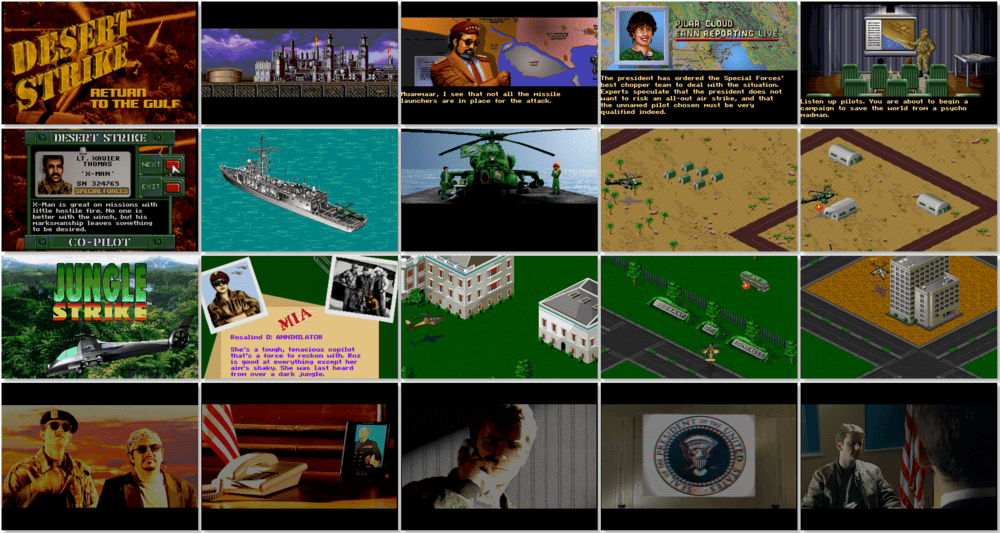 DESERT
STRIKE
RETURN
TO THE GULF
Muammar, I see that not all the missile
launchers are in place for the attack.
PILAR CLOUD
EANN REPORTING LIVE
The president has ordered the Special Forces'
best chopper team to deal with the situation.
Experts speculate that the president does not
want to risk an all-out air strike, and that
the unnamed pilot chosen must be very
qualified indeed.
Listen up pilots. You are about to begin a
campaign to save the world from a psycho
madman.
DESERT STRIKE
LT. XAVIER
THOMAS
'X-MAN'
SN 324765
SPECIAL FORCES
NEXT
EXIT
X-Man is great on missions with
little hostile fire. No one is
better with the winch, but his
marksmanship leaves something
to be desired.
CO-PILOT
JUNGLE
STRIKE
MIA
Rosalind D: ANNIHILATOR
She's a tough, tenacious copilot
that's a force to reckon with. Roz
is good at everything except her
aim's shaky. She was last heard
from over a dark jungle.